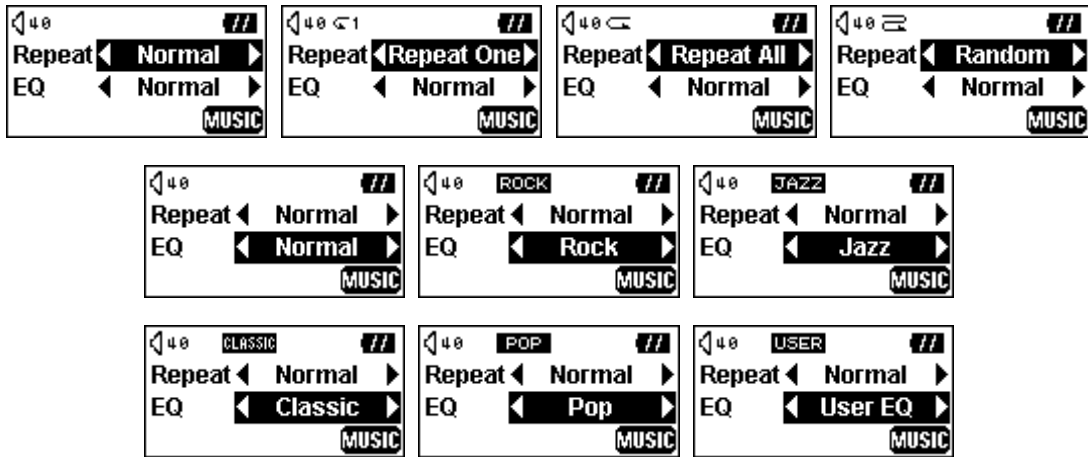 40
Repeat Normal
EQ Normal
MUSIC
40 1
Repeat Repeat One
EQ Normal
MUSIC
40
Repeat Repeat All
EQ Normal
MUSIC
40
Repeat Random
EQ Normal
MUSIC
40
Repeat Normal
EQ Normal
MUSIC
40 ROCK
Repeat Normal
EQ Rock
MUSIC
40 JAZZ
Repeat Normal
EQ Jazz
MUSIC
40 CLASSIC
Repeat Normal
EQ Classic
MUSIC
40 POP
Repeat Normal
EQ Pop
MUSIC
40 USER
Repeat Normal
EQ User EQ
MUSIC